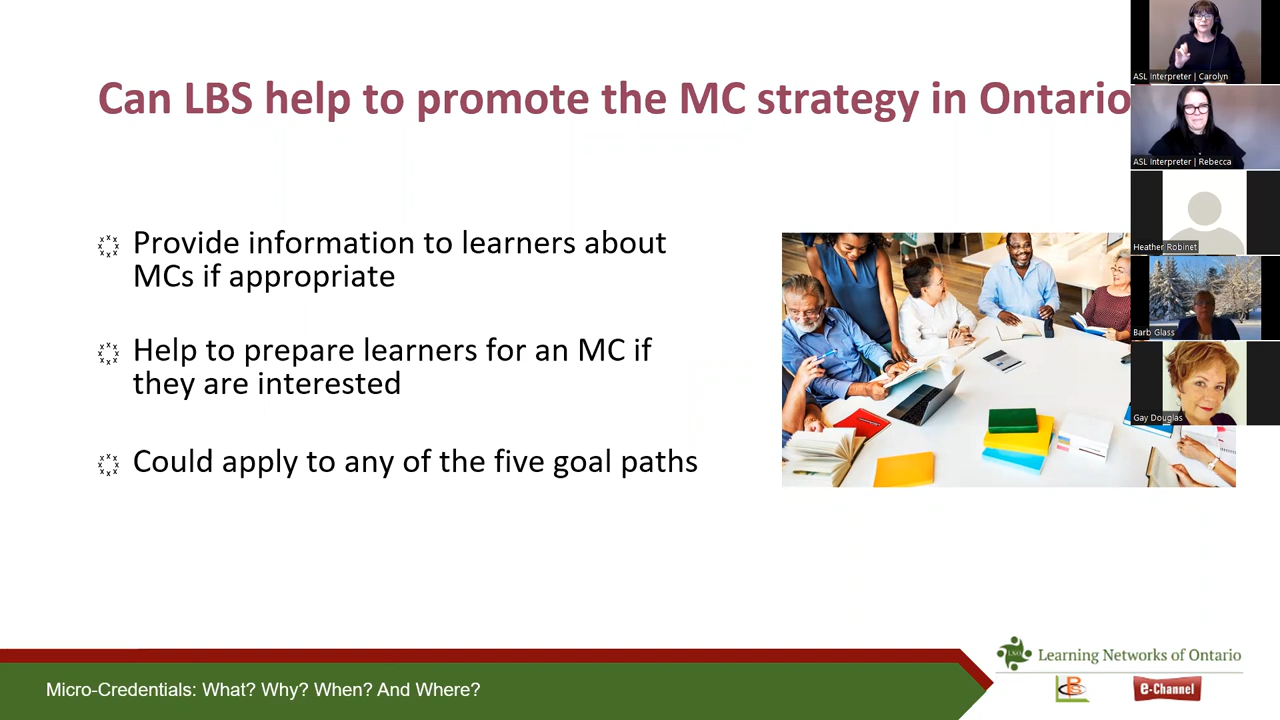 Can LBS help to promote the MC strategy in Ontario
Provide information to learners about
MCs if appropriate
Help to prepare learners for an MC if
they are interested
Could apply to any of the five goal paths
ASL Interpreter | Carolyn
ASL Interpreter | Rebecca
Heather Robinet
Barb Glass
Gay Douglas
Micro-Credentials: What? Why? When? And Where?
LNO
Learning Networks of Ontario
LBS
e-Channel